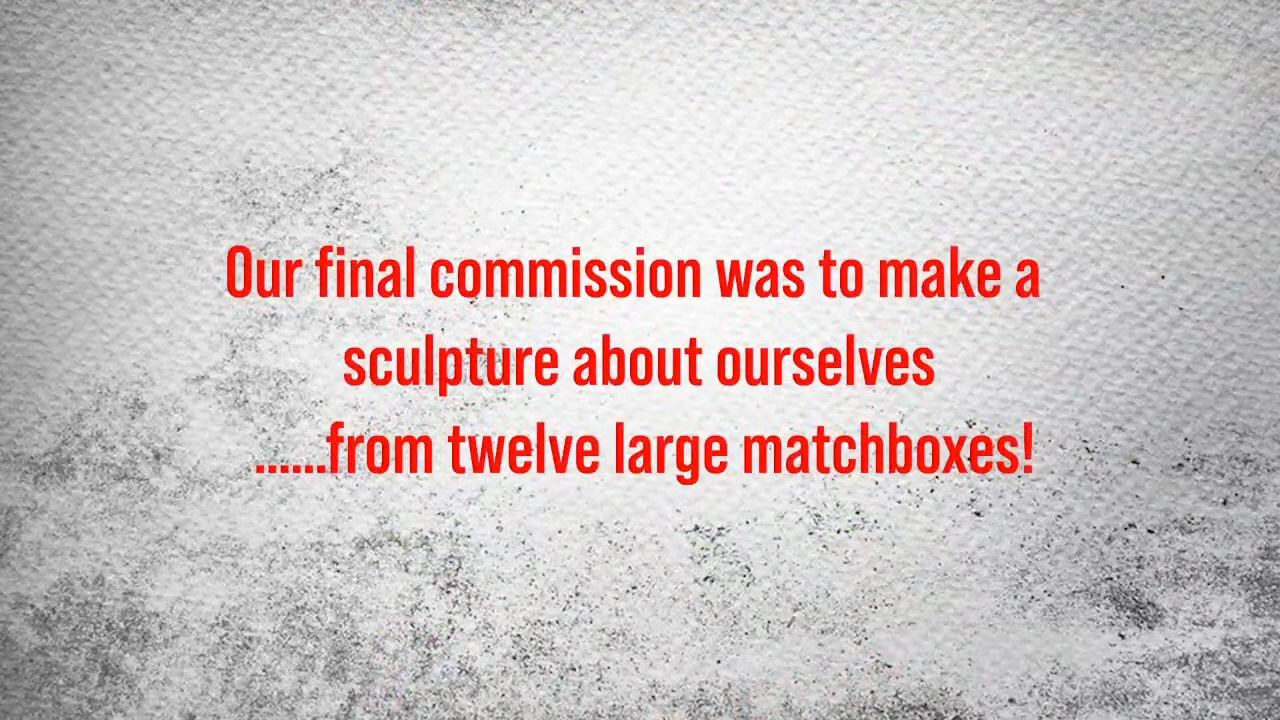 Our final commission was to make a
sculpture about ourselves
......from twelve large matchboxes!